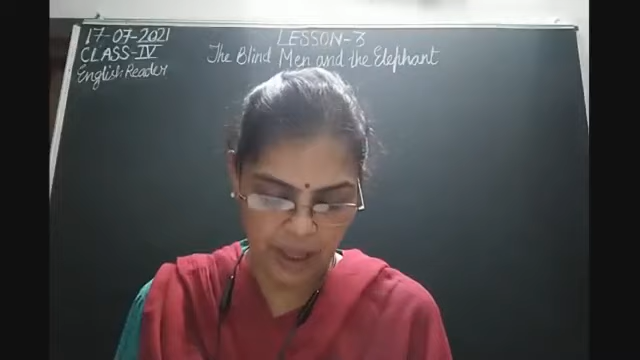 17-07-2021
CLASS-IV
English Reader
LESSON-3
The Blind Men and the Elephant